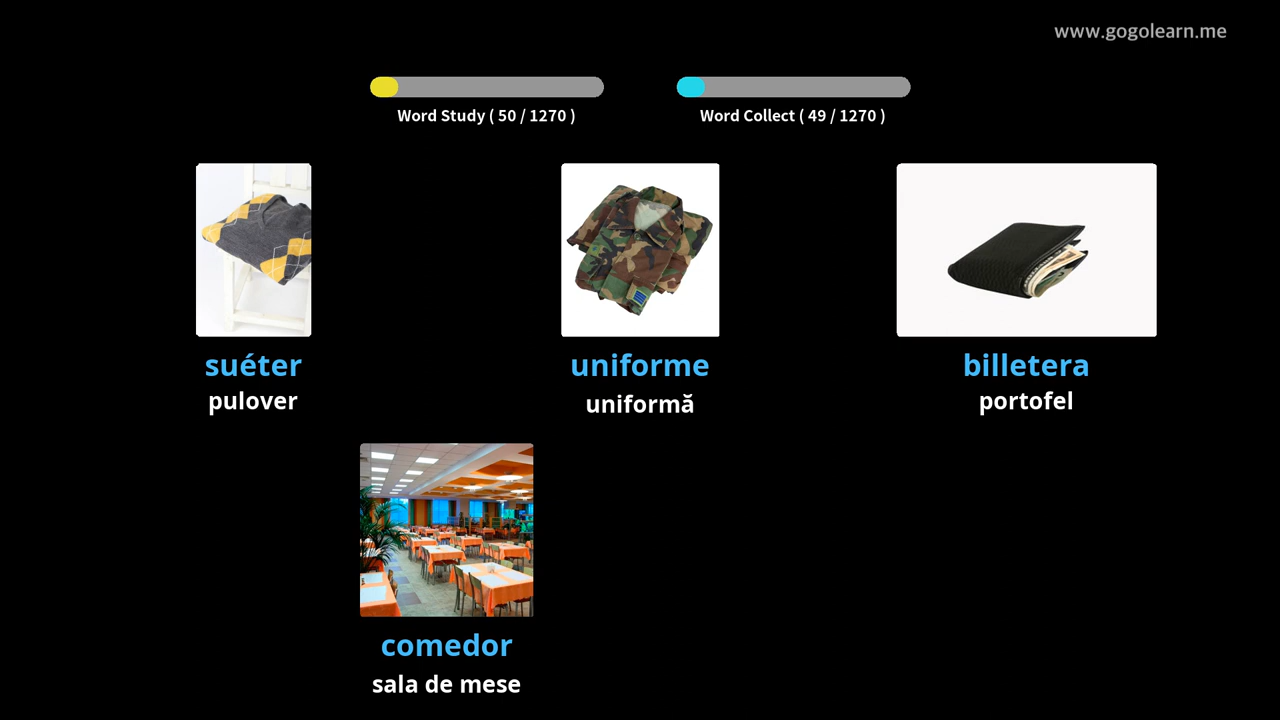 www.gogolearn.me
Word Study ( 50 / 1270 )
Word Collect ( 49 / 1270 )
suéter
pulover
uniforme
uniformă
billetera
portofel
comedor
sala de mese